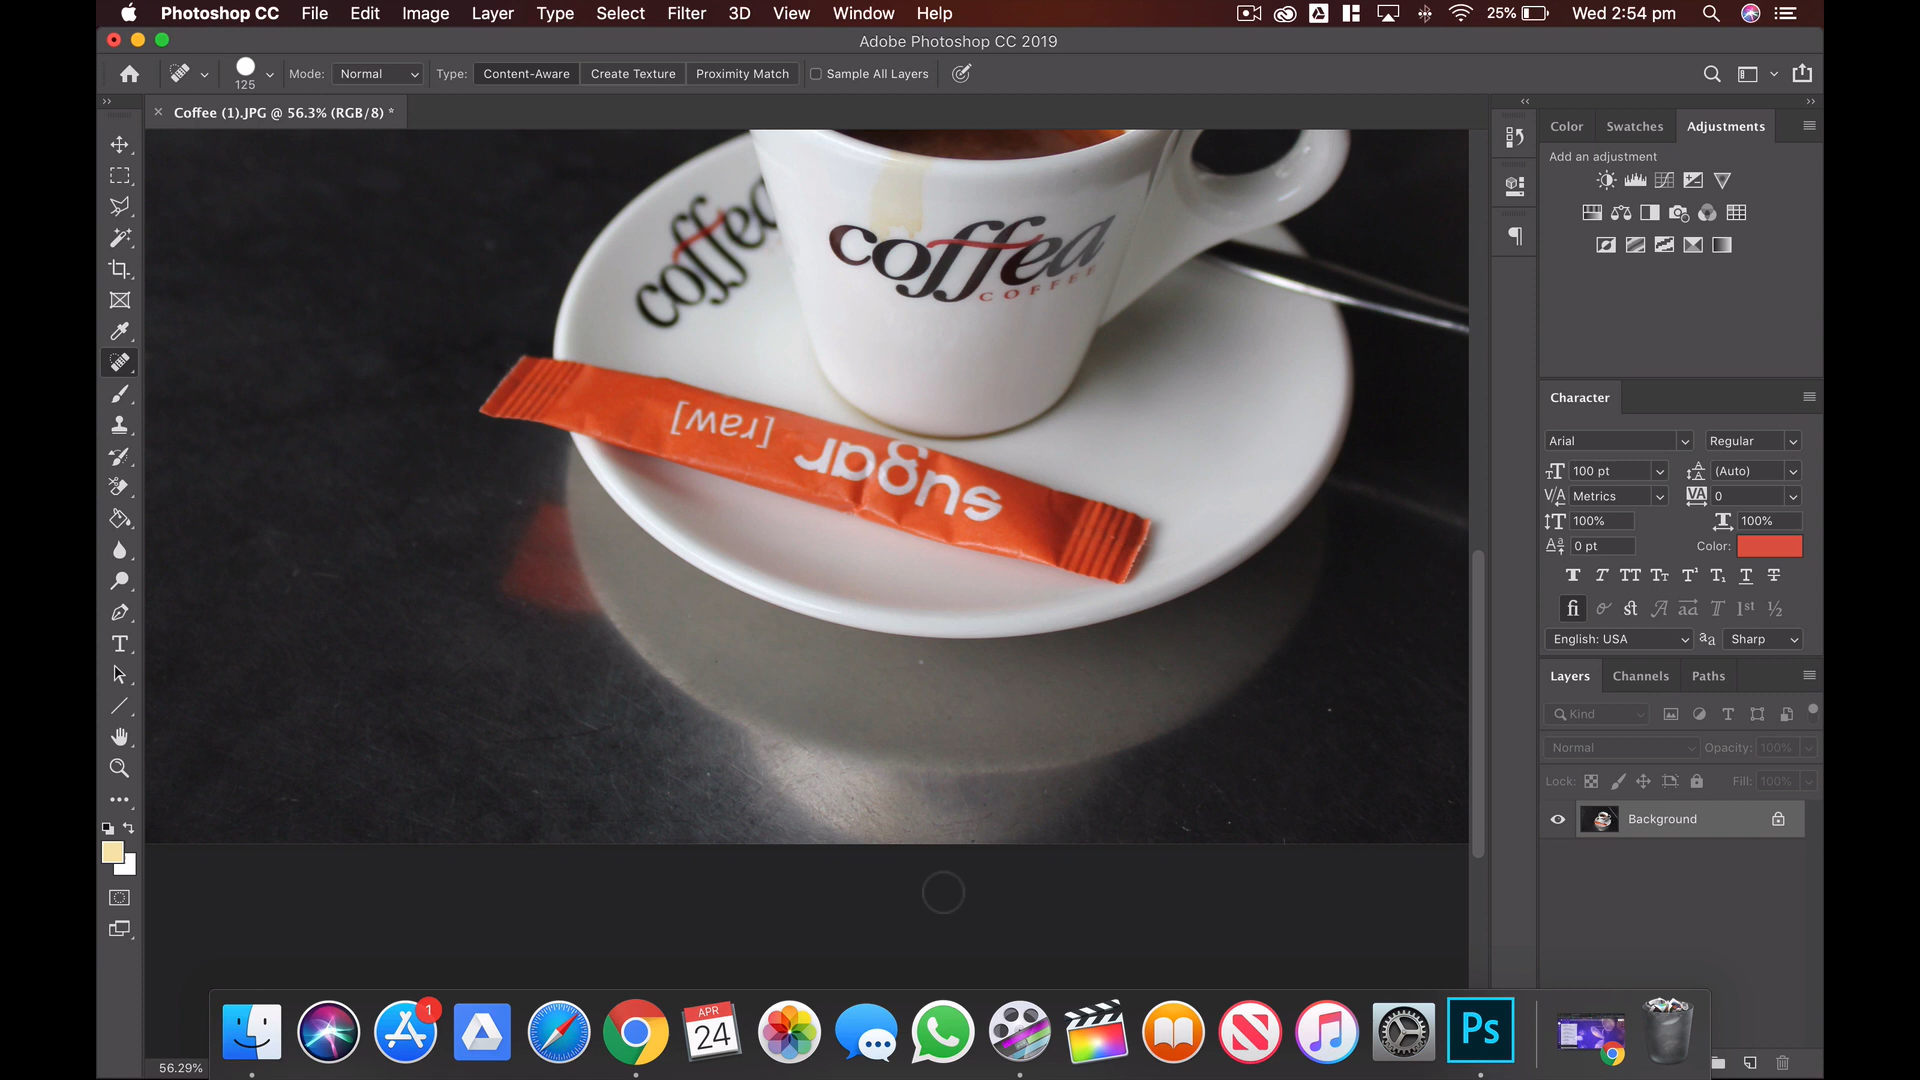 Photoshop CC File Edit Image Layer Type Select Filter 3D View Window Help 25% Wed 2:54 pm
Adobe Photoshop CC 2019
125 Mode: Normal Type: Content-Aware Create Texture Proximity Match Sample All Layers
Coffee (1).JPG @ 56.3% (RGB/8) *
Color Swatches Adjustments
Add an adjustment
coffea
coffea
COFFEE
[raw] sugar
Character
Arial Regular
100 pt (Auto)
Metrics 0
100% 100%
0 pt Color:
English: USA Sharp
Layers Channels Paths
Kind
Normal Opacity: 100%
Lock: Fill: 100%
Background
1
APR
24
Ps
56.29%